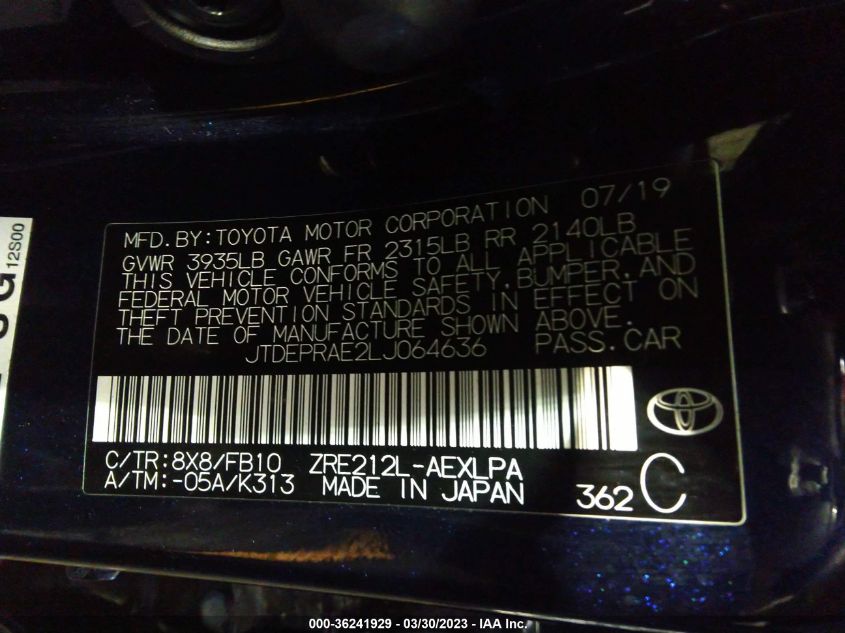 MFD.BY:TOYOTA MOTOR CORPORATION 07/19
GVWR 3935LB GAWR FR 2315LB RR 2140LB
THIS VEHICLE CONFORMS TO ALL APPLICABLE
FEDERAL MOTOR VEHICLE SAFETY,BUMPER,AND
THEFT PREVENTION STANDARDS IN EFFECT ON
THE DATE OF MANUFACTURE SHOWN ABOVE.
JTDEPRAE2LJ064636 PASS.CAR
C/TR:8X8/FB10 ZRE212L-AEXLPA
A/TM:-05A/K313 MADE IN JAPAN 362 C
12S00
000-36241929 - 03/30/2023 - IAA Inc.